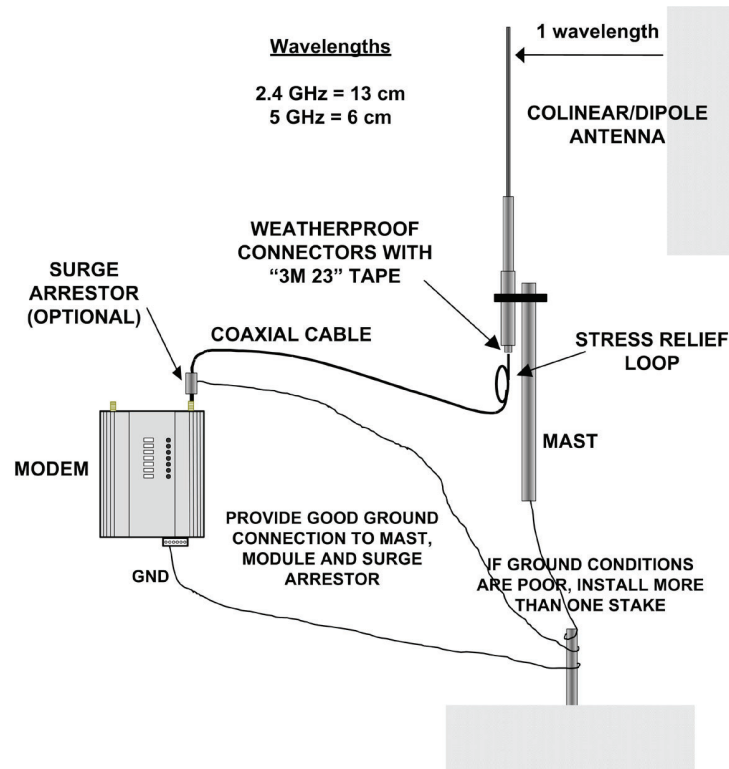 Wavelengths
2.4 GHz = 13 cm
5 GHz = 6 cm
1 wavelength
COLINEAR/DIPOLE
ANTENNA
WEATHERPROOF
CONNECTORS WITH
“3M 23” TAPE
SURGE
ARRESTOR
(OPTIONAL)
COAXIAL CABLE
STRESS RELIEF
LOOP
MODEM
MAST
PROVIDE GOOD GROUND
CONNECTION TO MAST,
MODULE AND SURGE
ARRESTOR
IF GROUND CONDITIONS
ARE POOR, INSTALL MORE
THAN ONE STAKE
GND